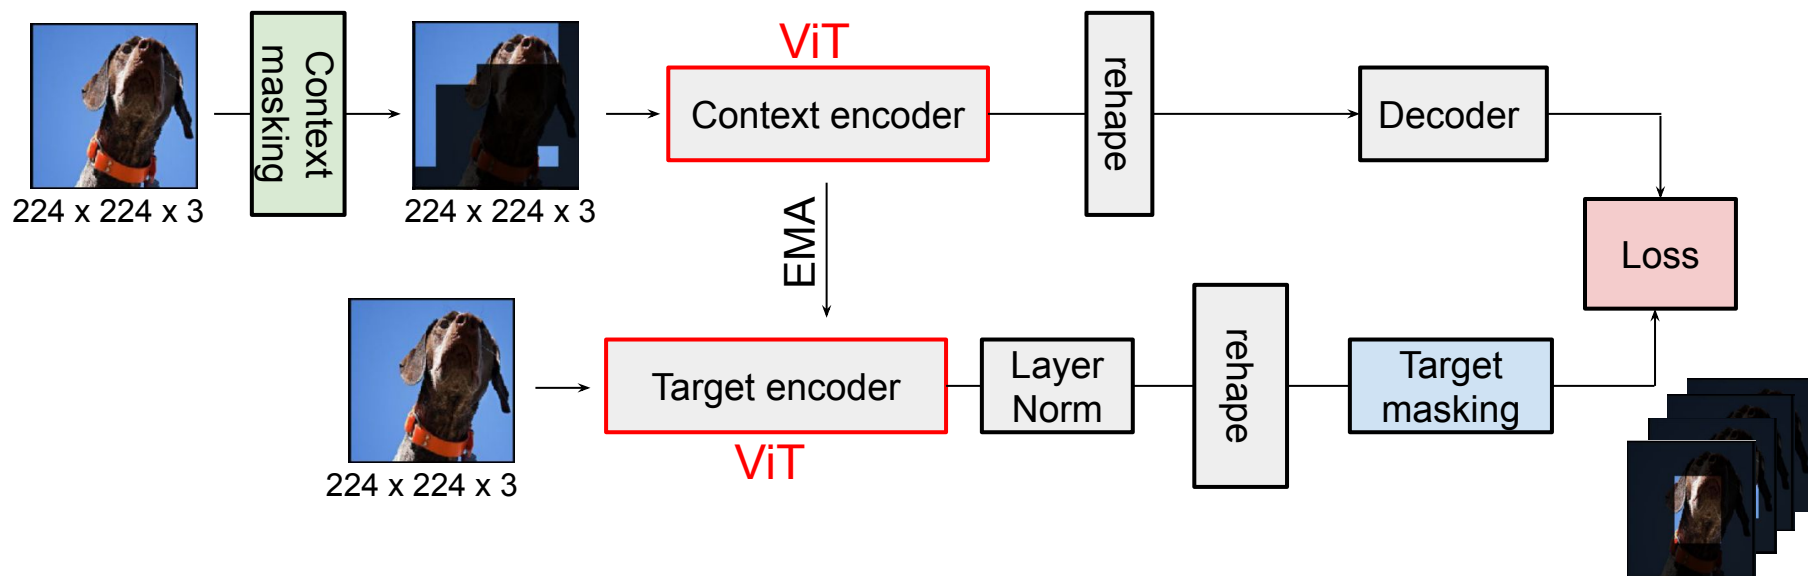 ViT
Context
masking
Context encoder
rehape
Decoder
224 x 224 x 3
224 x 224 x 3
EMA
Loss
Target encoder
Layer
Norm
rehape
Target
masking
ViT
224 x 224 x 3